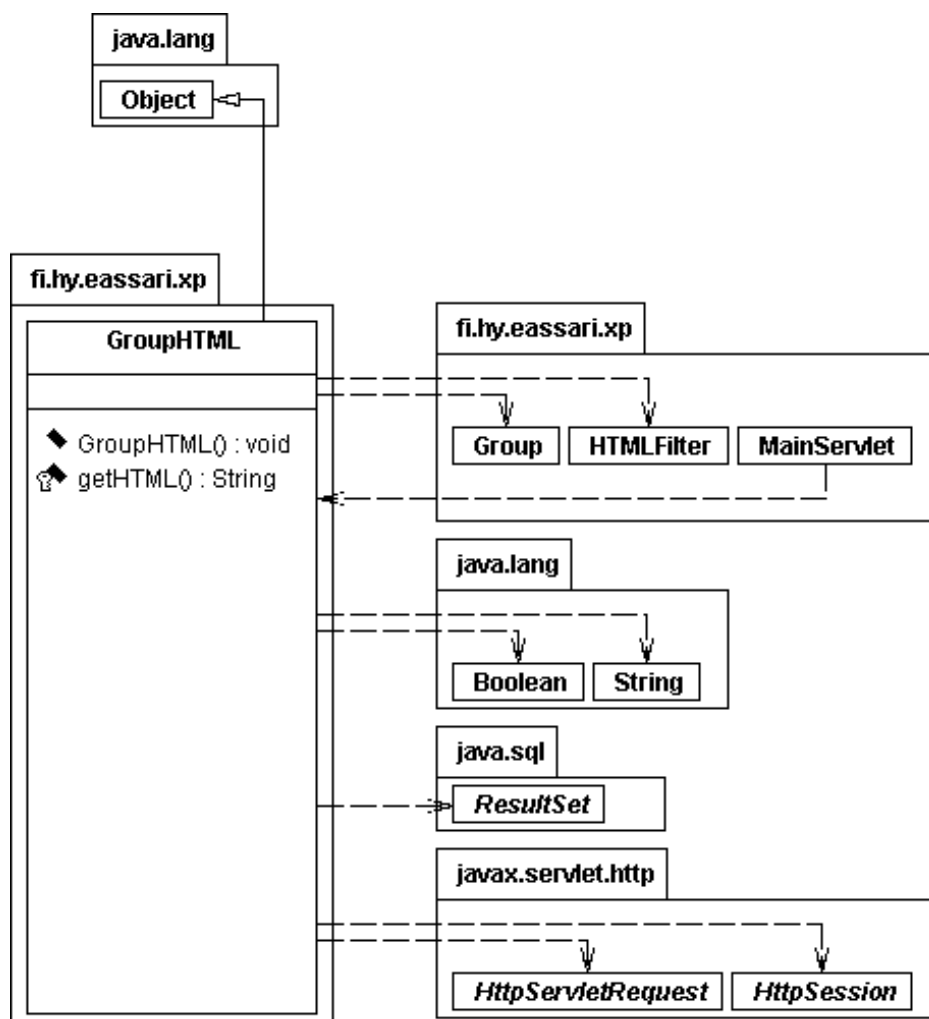 java.lang
Object
fi.hy.eassari.xp
GroupHTML
GroupHTML() : void
getHTML() : String
fi.hy.eassari.xp
Group HTMLFilter MainServlet
java.lang
Boolean String
java.sql
ResultSet
javax.servlet.http
HttpServletRequest HttpSession